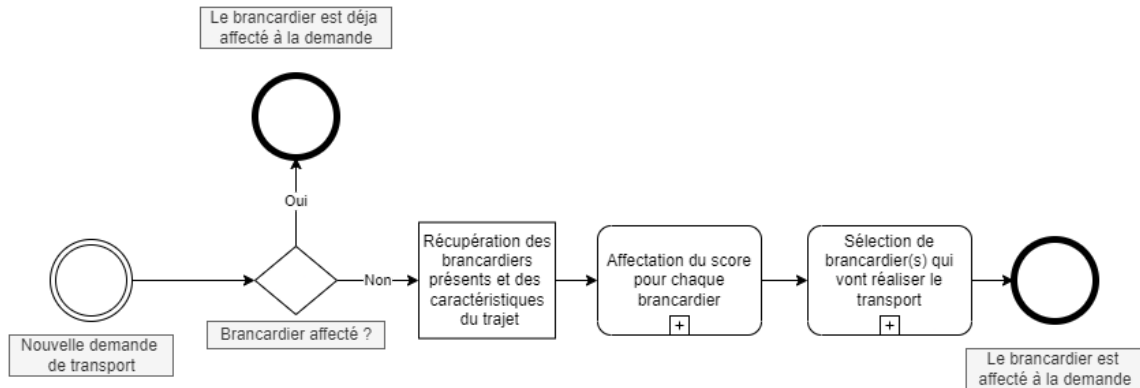 Le brancardier est déja
affecté à la demande
Oui
Nouvelle demande
de transport
Brancardier affecté ?
Non
Récupération des
brancardiers
présents et des
caractéristiques
du trajet
Affectation du score
pour chaque
brancardier
+
Sélection de
brancardier(s) qui
vont réaliser le
transport
+
Le brancardier est
affecté à la demande